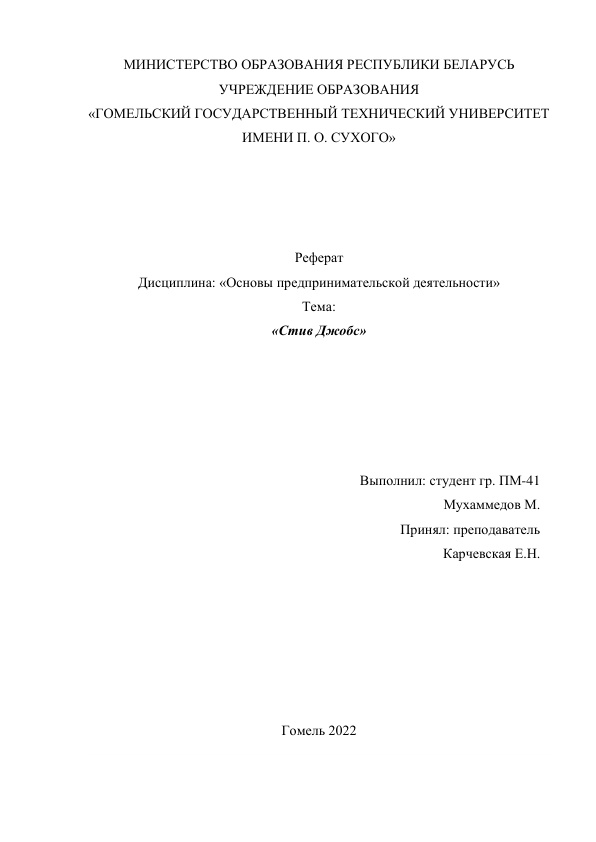 МИНИСТЕРСТВО ОБРАЗОВАНИЯ РЕСПУБЛИКИ БЕЛАРУСЬ
УЧРЕЖДЕНИЕ ОБРАЗОВАНИЯ
«ГОМЕЛЬСКИЙ ГОСУДАРСТВЕННЫЙ ТЕХНИЧЕСКИЙ УНИВЕРСИТЕТ
ИМЕНИ П. О. СУХОГО»
Реферат
Дисциплина: «Основы предпринимательской деятельности»
Тема:
«Стив Джобс»
Выполнил: студент гр. ПМ-41
Мухаммедов М.
Принял: преподаватель
Карчевская Е.Н.
Гомель 2022